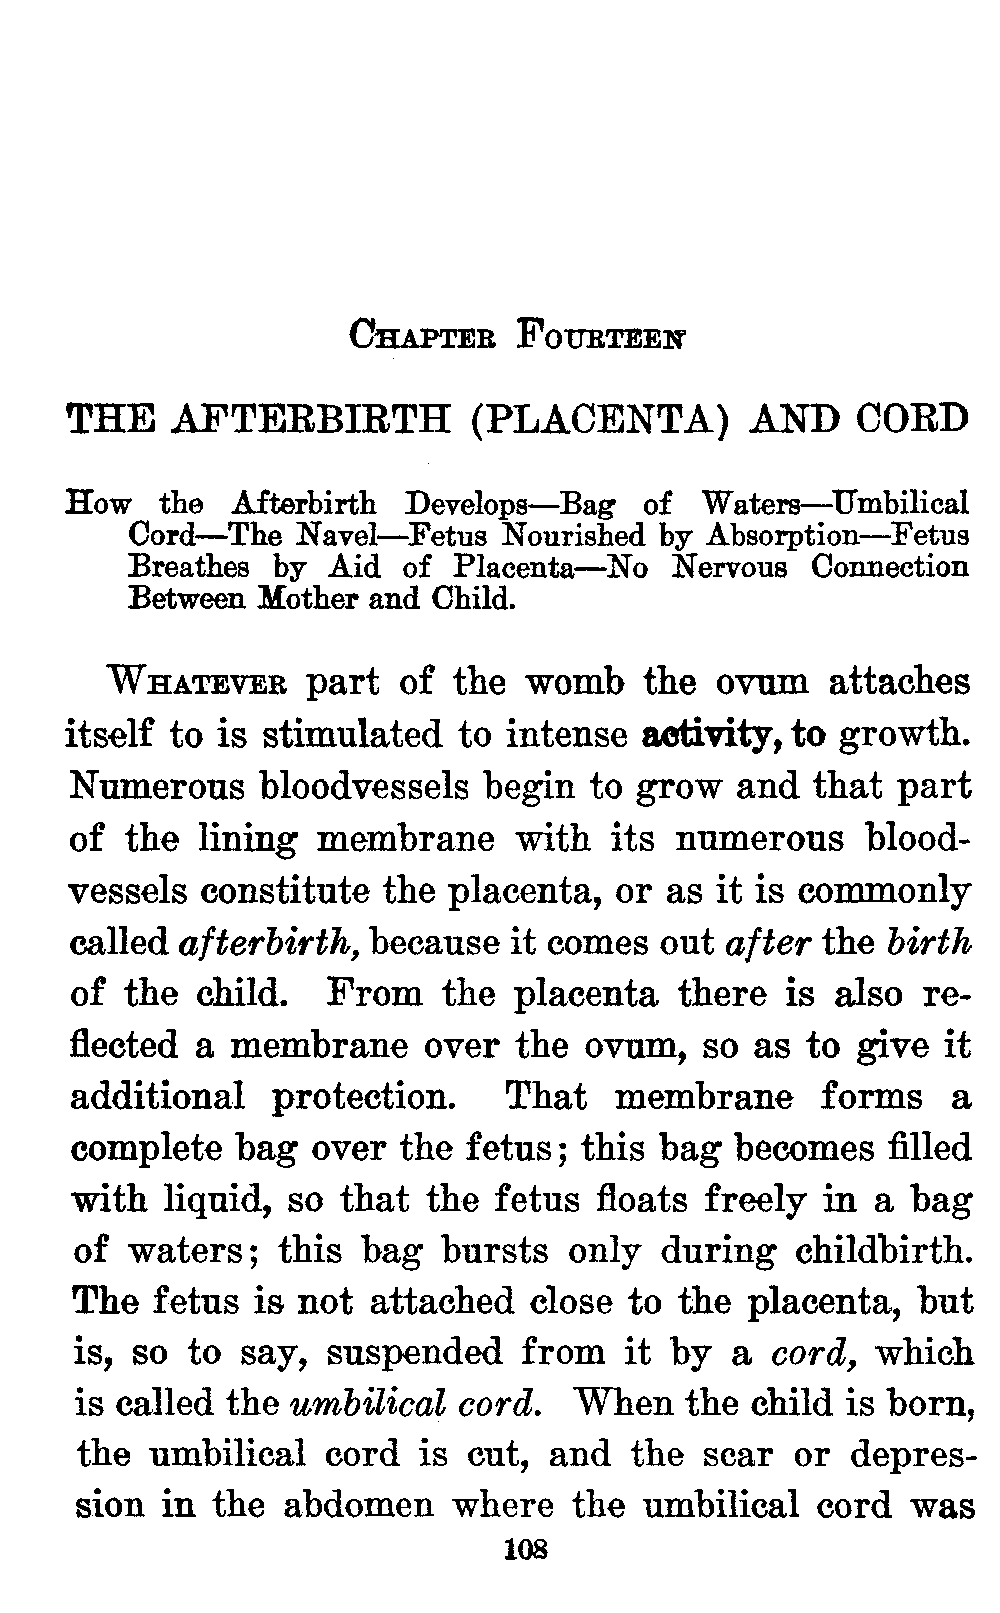 Chapter Fourteen
THE AFTERBIRTH (PLACENTA) AND CORD
How the Afterbirth Develops—Bag of Waters—Umbilical
Cord—The Navel—Fetus Nourished by Absorption—Fetus
Breathes by Aid of Placenta—No Nervous Connection
Between Mother and Child.
Whatever part of the womb the ovum attaches
itself to is stimulated to intense activity, to growth.
Numerous bloodvessels begin to grow and that part
of the lining membrane with its numerous blood-
vessels constitute the placenta, or as it is commonly
called afterbirth, because it comes out after the birth
of the child. From the placenta there is also re-
flected a membrane over the ovum, so as to give it
additional protection. That membrane forms a
complete bag over the fetus; this bag becomes filled
with liquid, so that the fetus floats freely in a bag
of waters; this bag bursts only during childbirth.
The fetus is not attached close to the placenta, but
is, so to say, suspended from it by a cord, which
is called the umbilical cord. When the child is born,
the umbilical cord is cut, and the scar or depres-
sion in the abdomen where the umbilical cord was
108